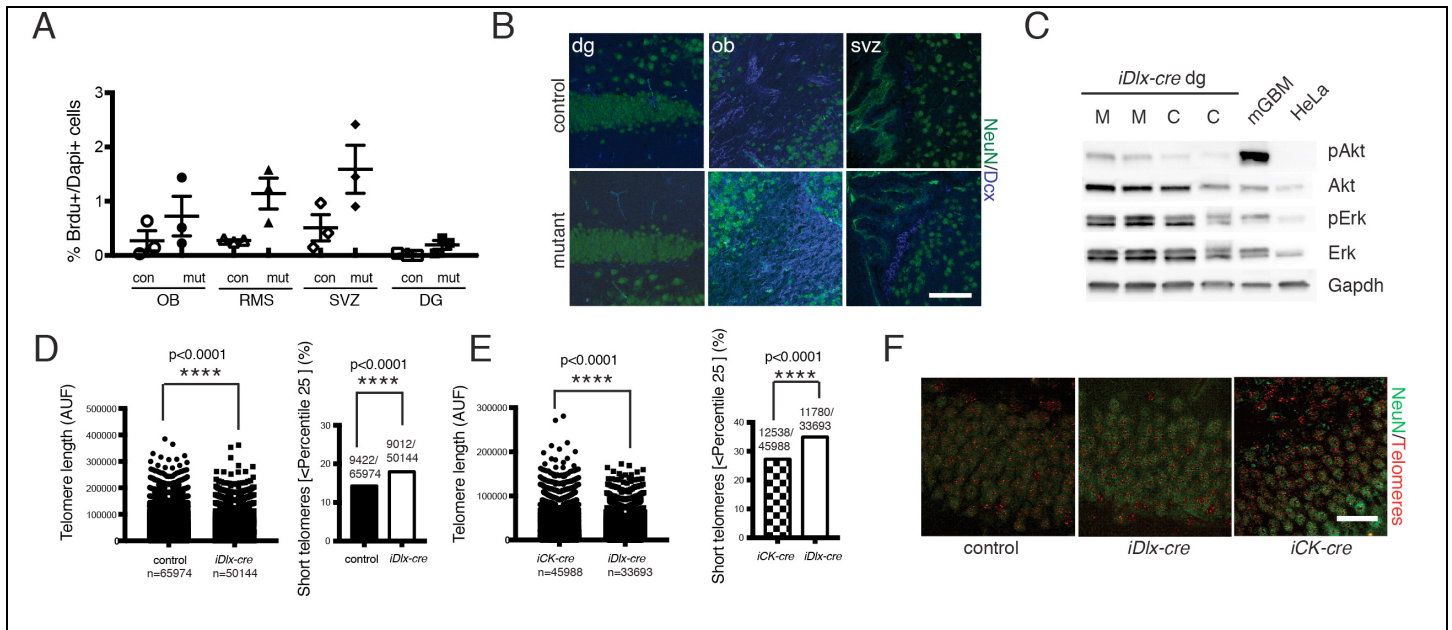 A
% Brdu+/Dapi+ cells
3
2
1
0
con mut con mut con mut con mut
OB RMS SVZ DG
B
dg ob svz
control
mutant
NeuN/Dcx
C
iDlx-cre dg
M M C C mGBM HeLa
pAkt
Akt
pErk
Erk
Gapdh
D
Telomere length (AUF)
p<0.0001
****
500000
400000
300000
200000
100000
0
control iDlx-cre
n=65974 n=50144
Short telomeres [<Percentile 25 ] (%)
p<0.0001
****
30
20
10
0
9422/
65974
9012/
50144
control iDlx-cre
E
Telomere length (AUF)
p<0.0001
****
300000
200000
100000
0
iCK-cre iDlx-cre
n=45988 n=33693
Short telomeres [<Percentile 25 ] (%)
p<0.0001
****
40
30
20
10
0
12538/
45988
11780/
33693
iCK-cre iDlx-cre
F
NeuN/Telomeres
control iDlx-cre iCK-cre